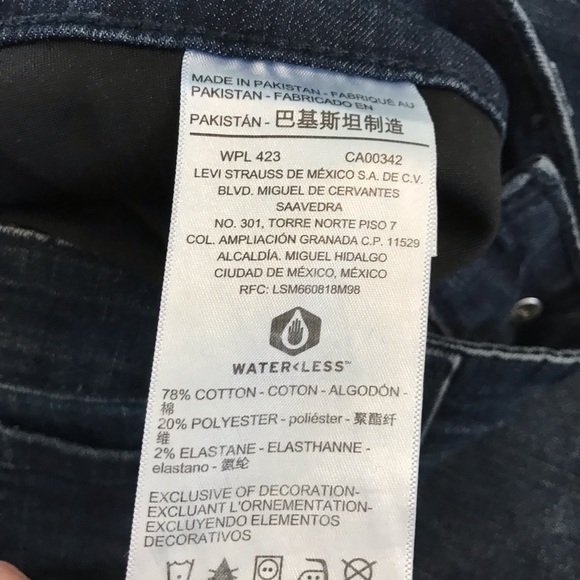 MADE IN PAKISTAN - FABRIQUÉ AU
PAKISTAN - FABRICADO EN
PAKISTÁN - 巴基斯坦制造
WPL 423 CA00342
LEVI STRAUSS DE MÉXICO S.A. DE C.V.
BLVD. MIGUEL DE CERVANTES
SAAVEDRA
NO. 301, TORRE NORTE PISO 7
COL. AMPLIACIÓN GRANADA C.P. 11529
ALCALDÍA. MIGUEL HIDALGO
CIUDAD DE MÉXICO, MÉXICO
RFC: LSM660818M98
WATER<LESS™
78% COTTON - COTON - ALGODÓN -
棉
20% POLYESTER - poliéster - 聚酯纤
维
2% ELASTANE - ELASTHANNE -
elastano - 氨纶
EXCLUSIVE OF DECORATION-
EXCLUANT L'ORNEMENTATION-
EXCLUYENDO ELEMENTOS
DECORATIVOS